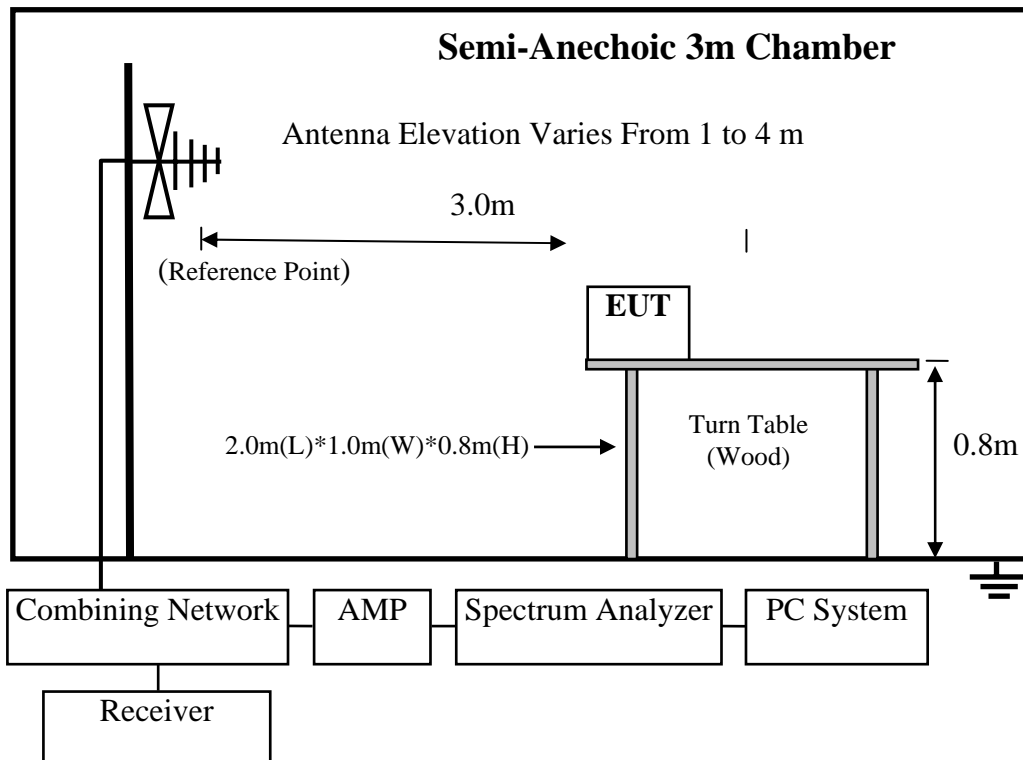 Semi-Anechoic 3m Chamber
Antenna Elevation Varies From 1 to 4 m
3.0m
(Reference Point)
EUT
Turn Table
(Wood)
2.0m(L)*1.0m(W)*0.8m(H)
0.8m
Combining Network
AMP
Spectrum Analyzer
PC System
Receiver